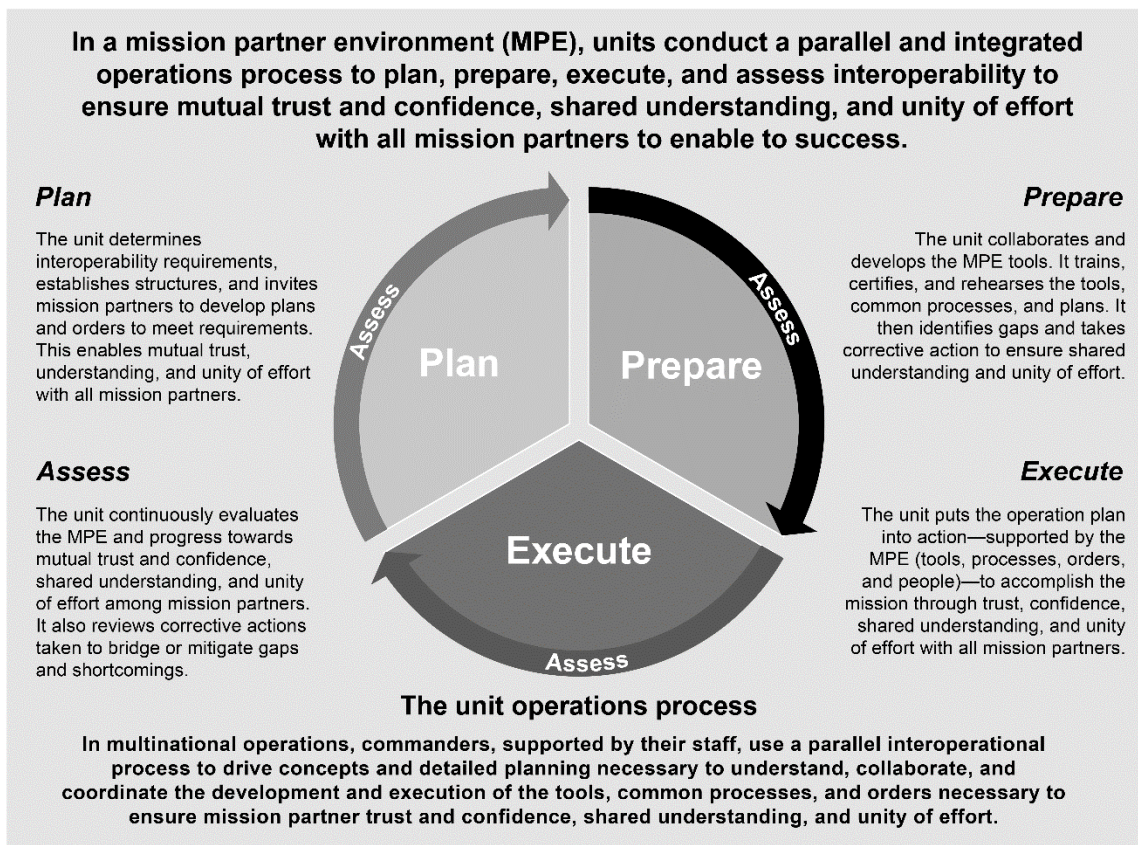 In a mission partner environment (MPE), units conduct a parallel and integrated
operations process to plan, prepare, execute, and assess interoperability to
ensure mutual trust and confidence, shared understanding, and unity of effort
with all mission partners to enable to success.
Plan
The unit determines
interoperability requirements,
establishes structures, and invites
mission partners to develop plans
and orders to meet requirements.
This enables mutual trust,
understanding, and unity of effort
with all mission partners.
Prepare
The unit collaborates and
develops the MPE tools. It trains,
certifies, and rehearses the tools,
common processes, and plans. It
then identifies gaps and takes
corrective action to ensure shared
understanding and unity of effort.
Assess
Plan
Prepare
Assess
Execute
Assess
Assess
The unit continuously evaluates
the MPE and progress towards
mutual trust and confidence,
shared understanding, and unity
of effort among mission partners.
It also reviews corrective actions
taken to bridge or mitigate gaps
and shortcomings.
Execute
The unit puts the operation plan
into action—supported by the
MPE (tools, processes, orders,
and people)—to accomplish the
mission through trust, confidence,
shared understanding, and unity
of effort with all mission partners.
The unit operations process
In multinational operations, commanders, supported by their staff, use a parallel interoperational
process to drive concepts and detailed planning necessary to understand, collaborate, and
coordinate the development and execution of the tools, common processes, and orders necessary to
ensure mission partner trust and confidence, shared understanding, and unity of effort.